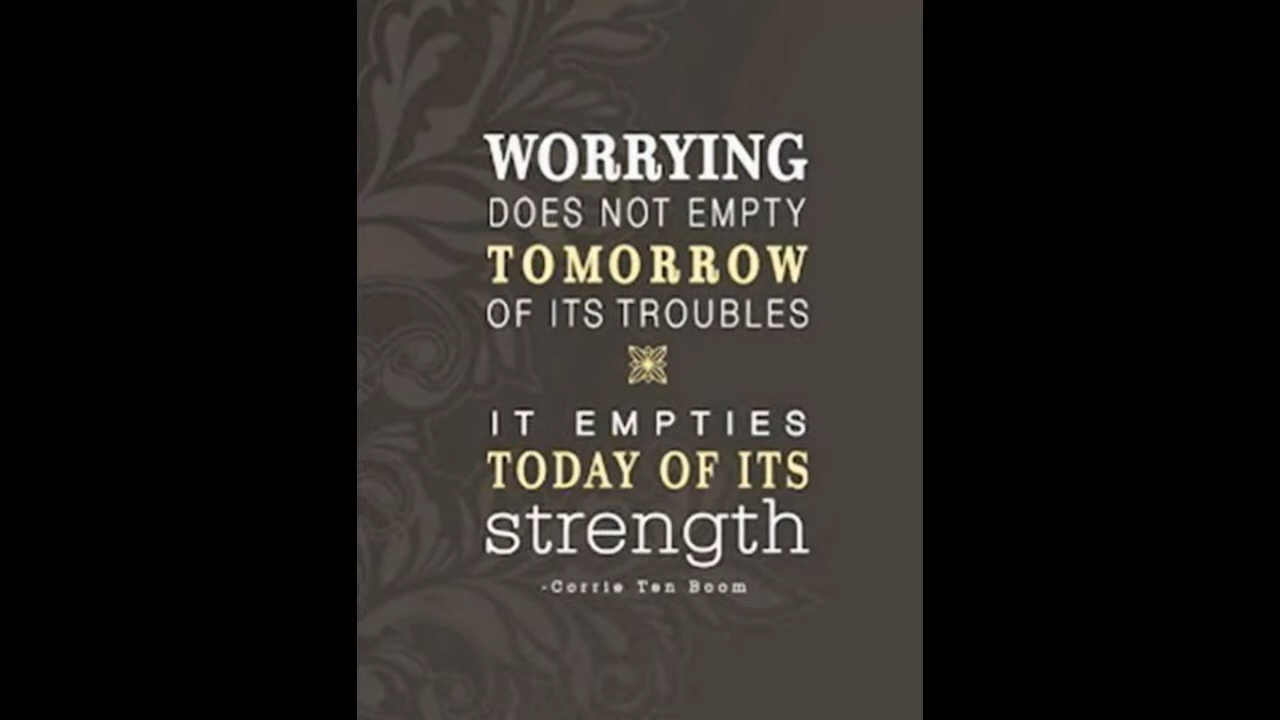 WORRYING
DOES NOT EMPTY
TOMORROW
OF ITS TROUBLES
IT EMPTIES
TODAY OF ITS
strength
-Corrie Ten Boom